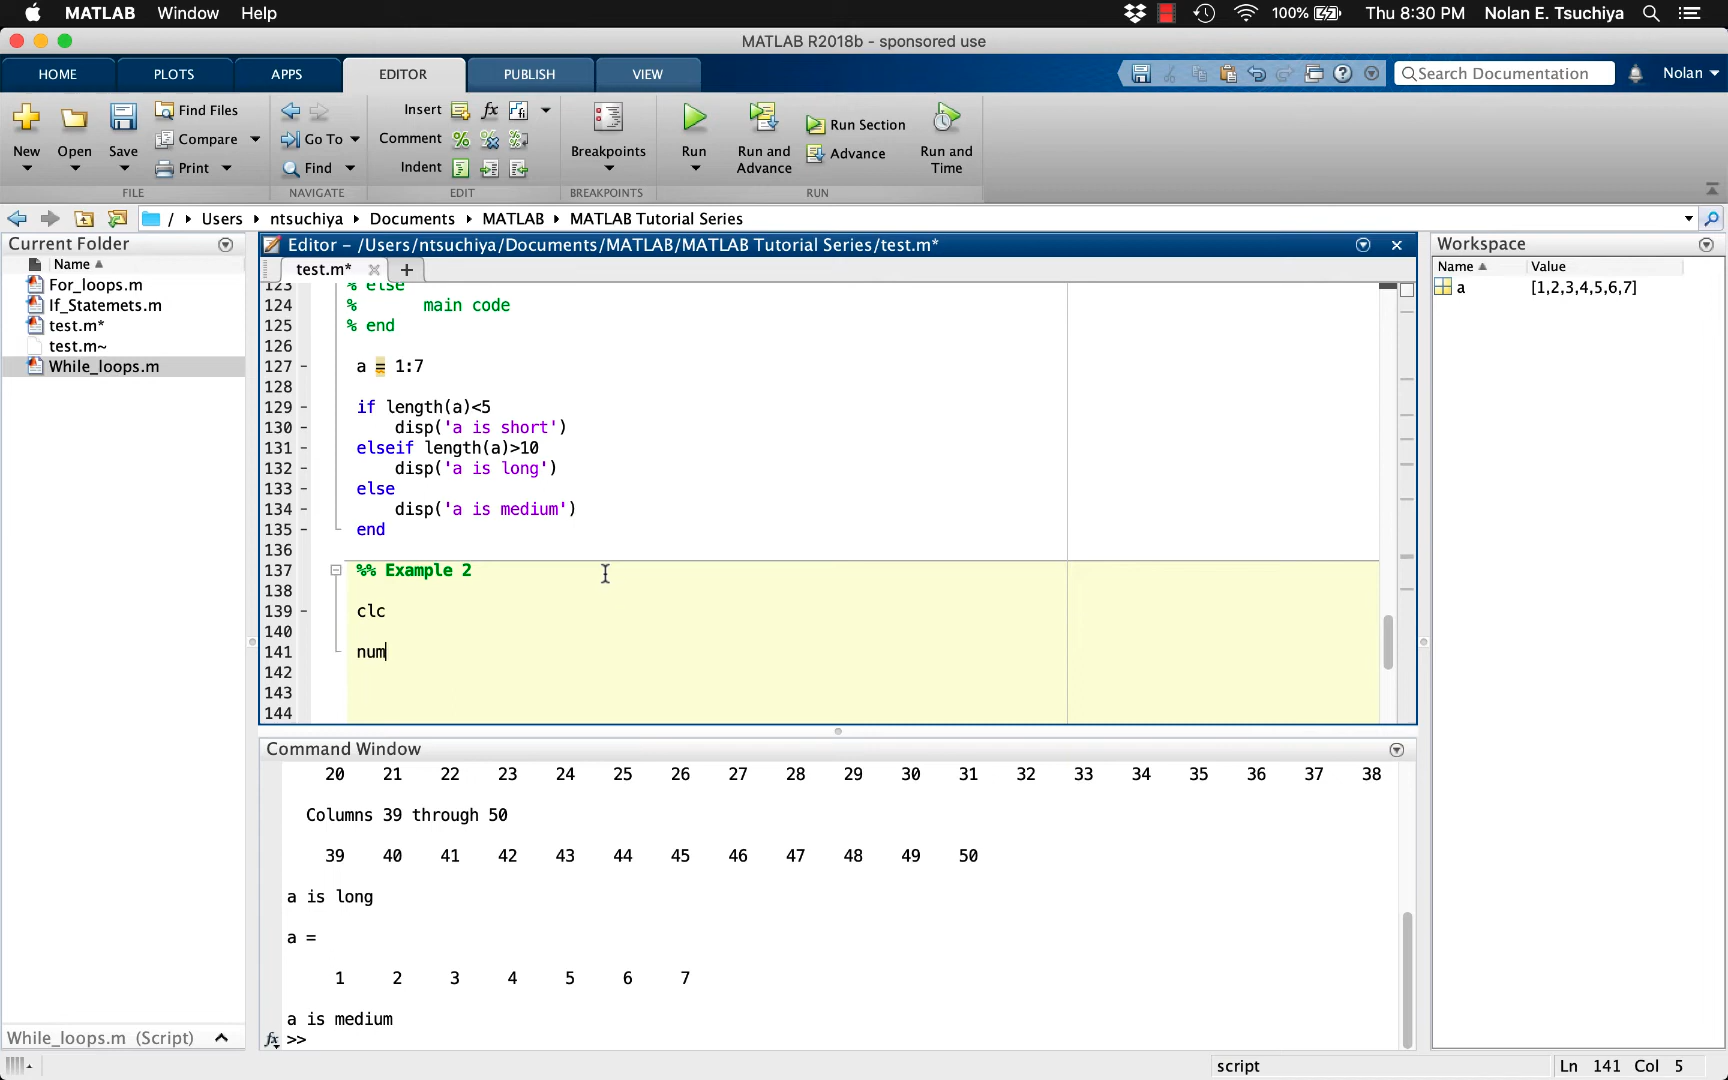 MATLAB Window Help 100% Thu 8:30 PM Nolan E. Tsuchiya
MATLAB R2018b - sponsored use
HOME PLOTS APPS EDITOR PUBLISH VIEW Search Documentation Nolan
New Open Save Find Files Compare Print
Go To Find
Insert fx Comment Indent
Breakpoints Run Run and Advance Run Section Advance Run and Time
FILE NAVIGATE EDIT BREAKPOINTS RUN
/ Users ntsuchiya Documents MATLAB MATLAB Tutorial Series
Current Folder
Name
For_loops.m
If_Statemets.m
test.m*
test.m~
While_loops.m
While_loops.m (Script)
Editor - /Users/ntsuchiya/Documents/MATLAB/MATLAB Tutorial Series/test.m*
test.m* +
123 % else
124 % main code
125 % end
126
127 - a = 1:7
128
129 - if length(a)<5
130 - disp('a is short')
131 - elseif length(a)>10
132 - disp('a is long')
133 - else
134 - disp('a is medium')
135 - end
136
137 %% Example 2
138
139 - clc
140
141 num
142
143
144
Command Window
20 21 22 23 24 25 26 27 28 29 30 31 32 33 34 35 36 37 38
Columns 39 through 50
39 40 41 42 43 44 45 46 47 48 49 50
a is long
a =
1 2 3 4 5 6 7
a is medium
fx >>
Workspace
Name Value
a [1,2,3,4,5,6,7]
script Ln 141 Col 5